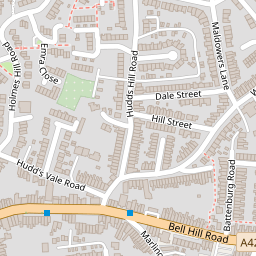 Maldowers Lane
Emra Close
Holmes Hill Road
Hudds Hill Road
Dale Street
Hill Street
Hudd's Vale Road
Battenburg Road
Bell Hill Road
A42
Marling